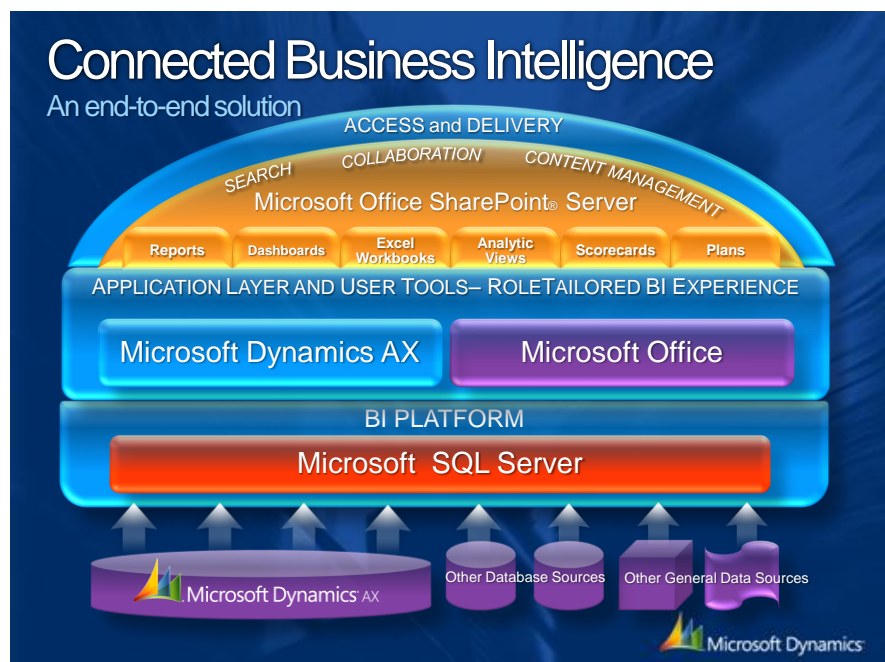 Connected Business Intelligence
An end-to-end solution
ACCESS and DELIVERY
SEARCH COLLABORATION CONTENT MANAGEMENT
Microsoft Office SharePoint® Server
Reports Dashboards Excel Workbooks Analytic Views Scorecards Plans
APPLICATION LAYER AND USER TOOLS– ROLETAILORED BI EXPERIENCE
Microsoft Dynamics AX Microsoft Office
BI PLATFORM
Microsoft SQL Server
Microsoft Dynamics AX Other Database Sources Other General Data Sources
Microsoft Dynamics